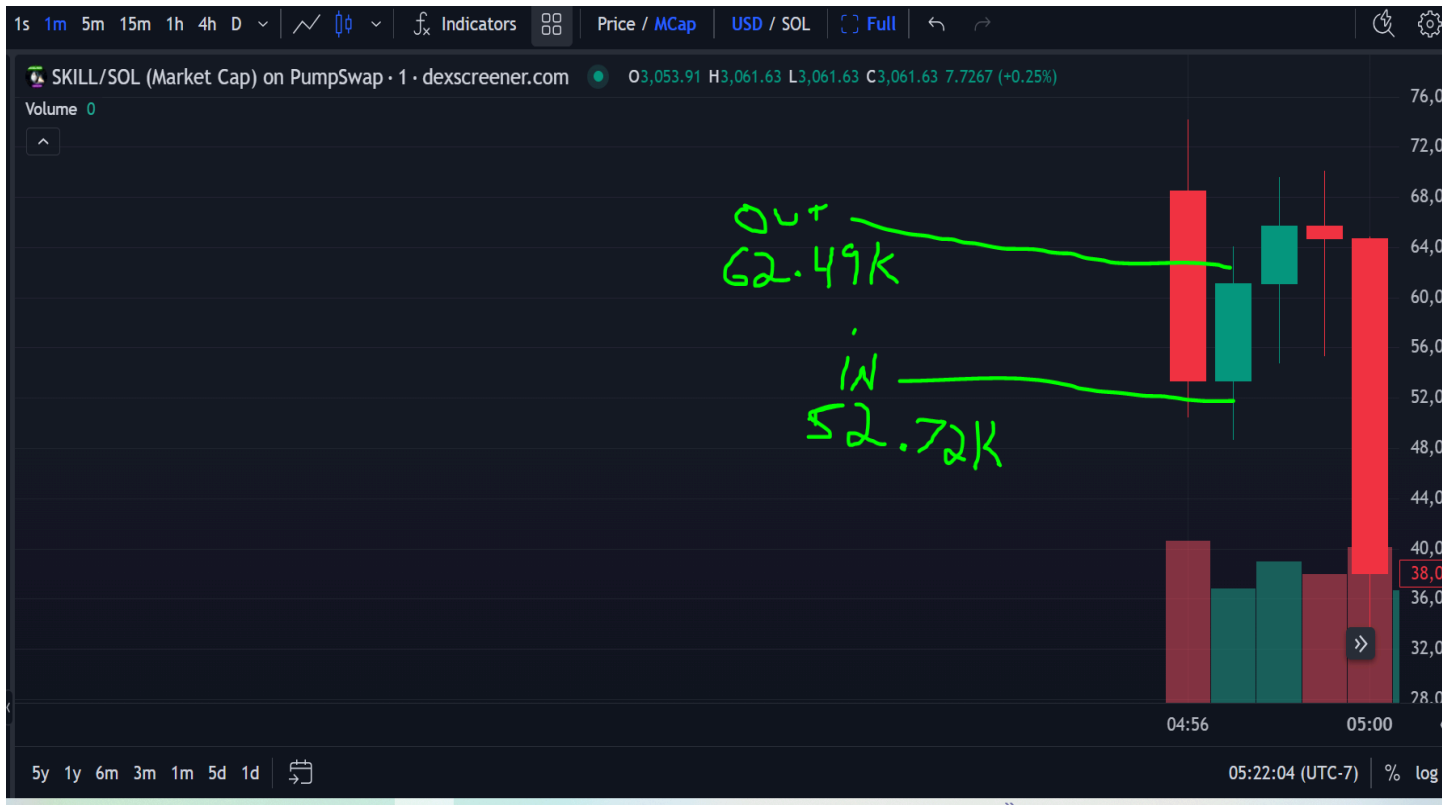 1s 1m 5m 15m 1h 4h D Indicators Price / MCap USD / SOL Full
SKILL/SOL (Market Cap) on PumpSwap · 1 · dexscreener.com O3,053.91 H3,061.63 L3,061.63 C3,061.63 7.7267 (+0.25%)
Volume 0
OUT
62.49K
IN
52.72K
76,0
72,0
68,0
64,0
60,0
56,0
52,0
48,0
44,0
40,0
38,0
36,0
32,0
28.0
04:56 05:00
5y 1y 6m 3m 1m 5d 1d 05:22:04 (UTC-7) % log